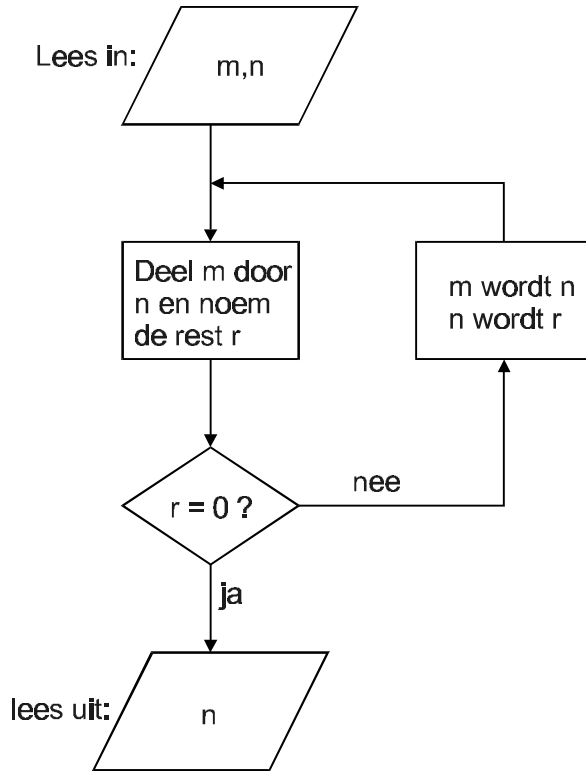 Lees in:
m,n
Deel m door
n en noem
de rest r
m wordt n
n wordt r
r = 0 ?
nee
ja
lees uit:
n